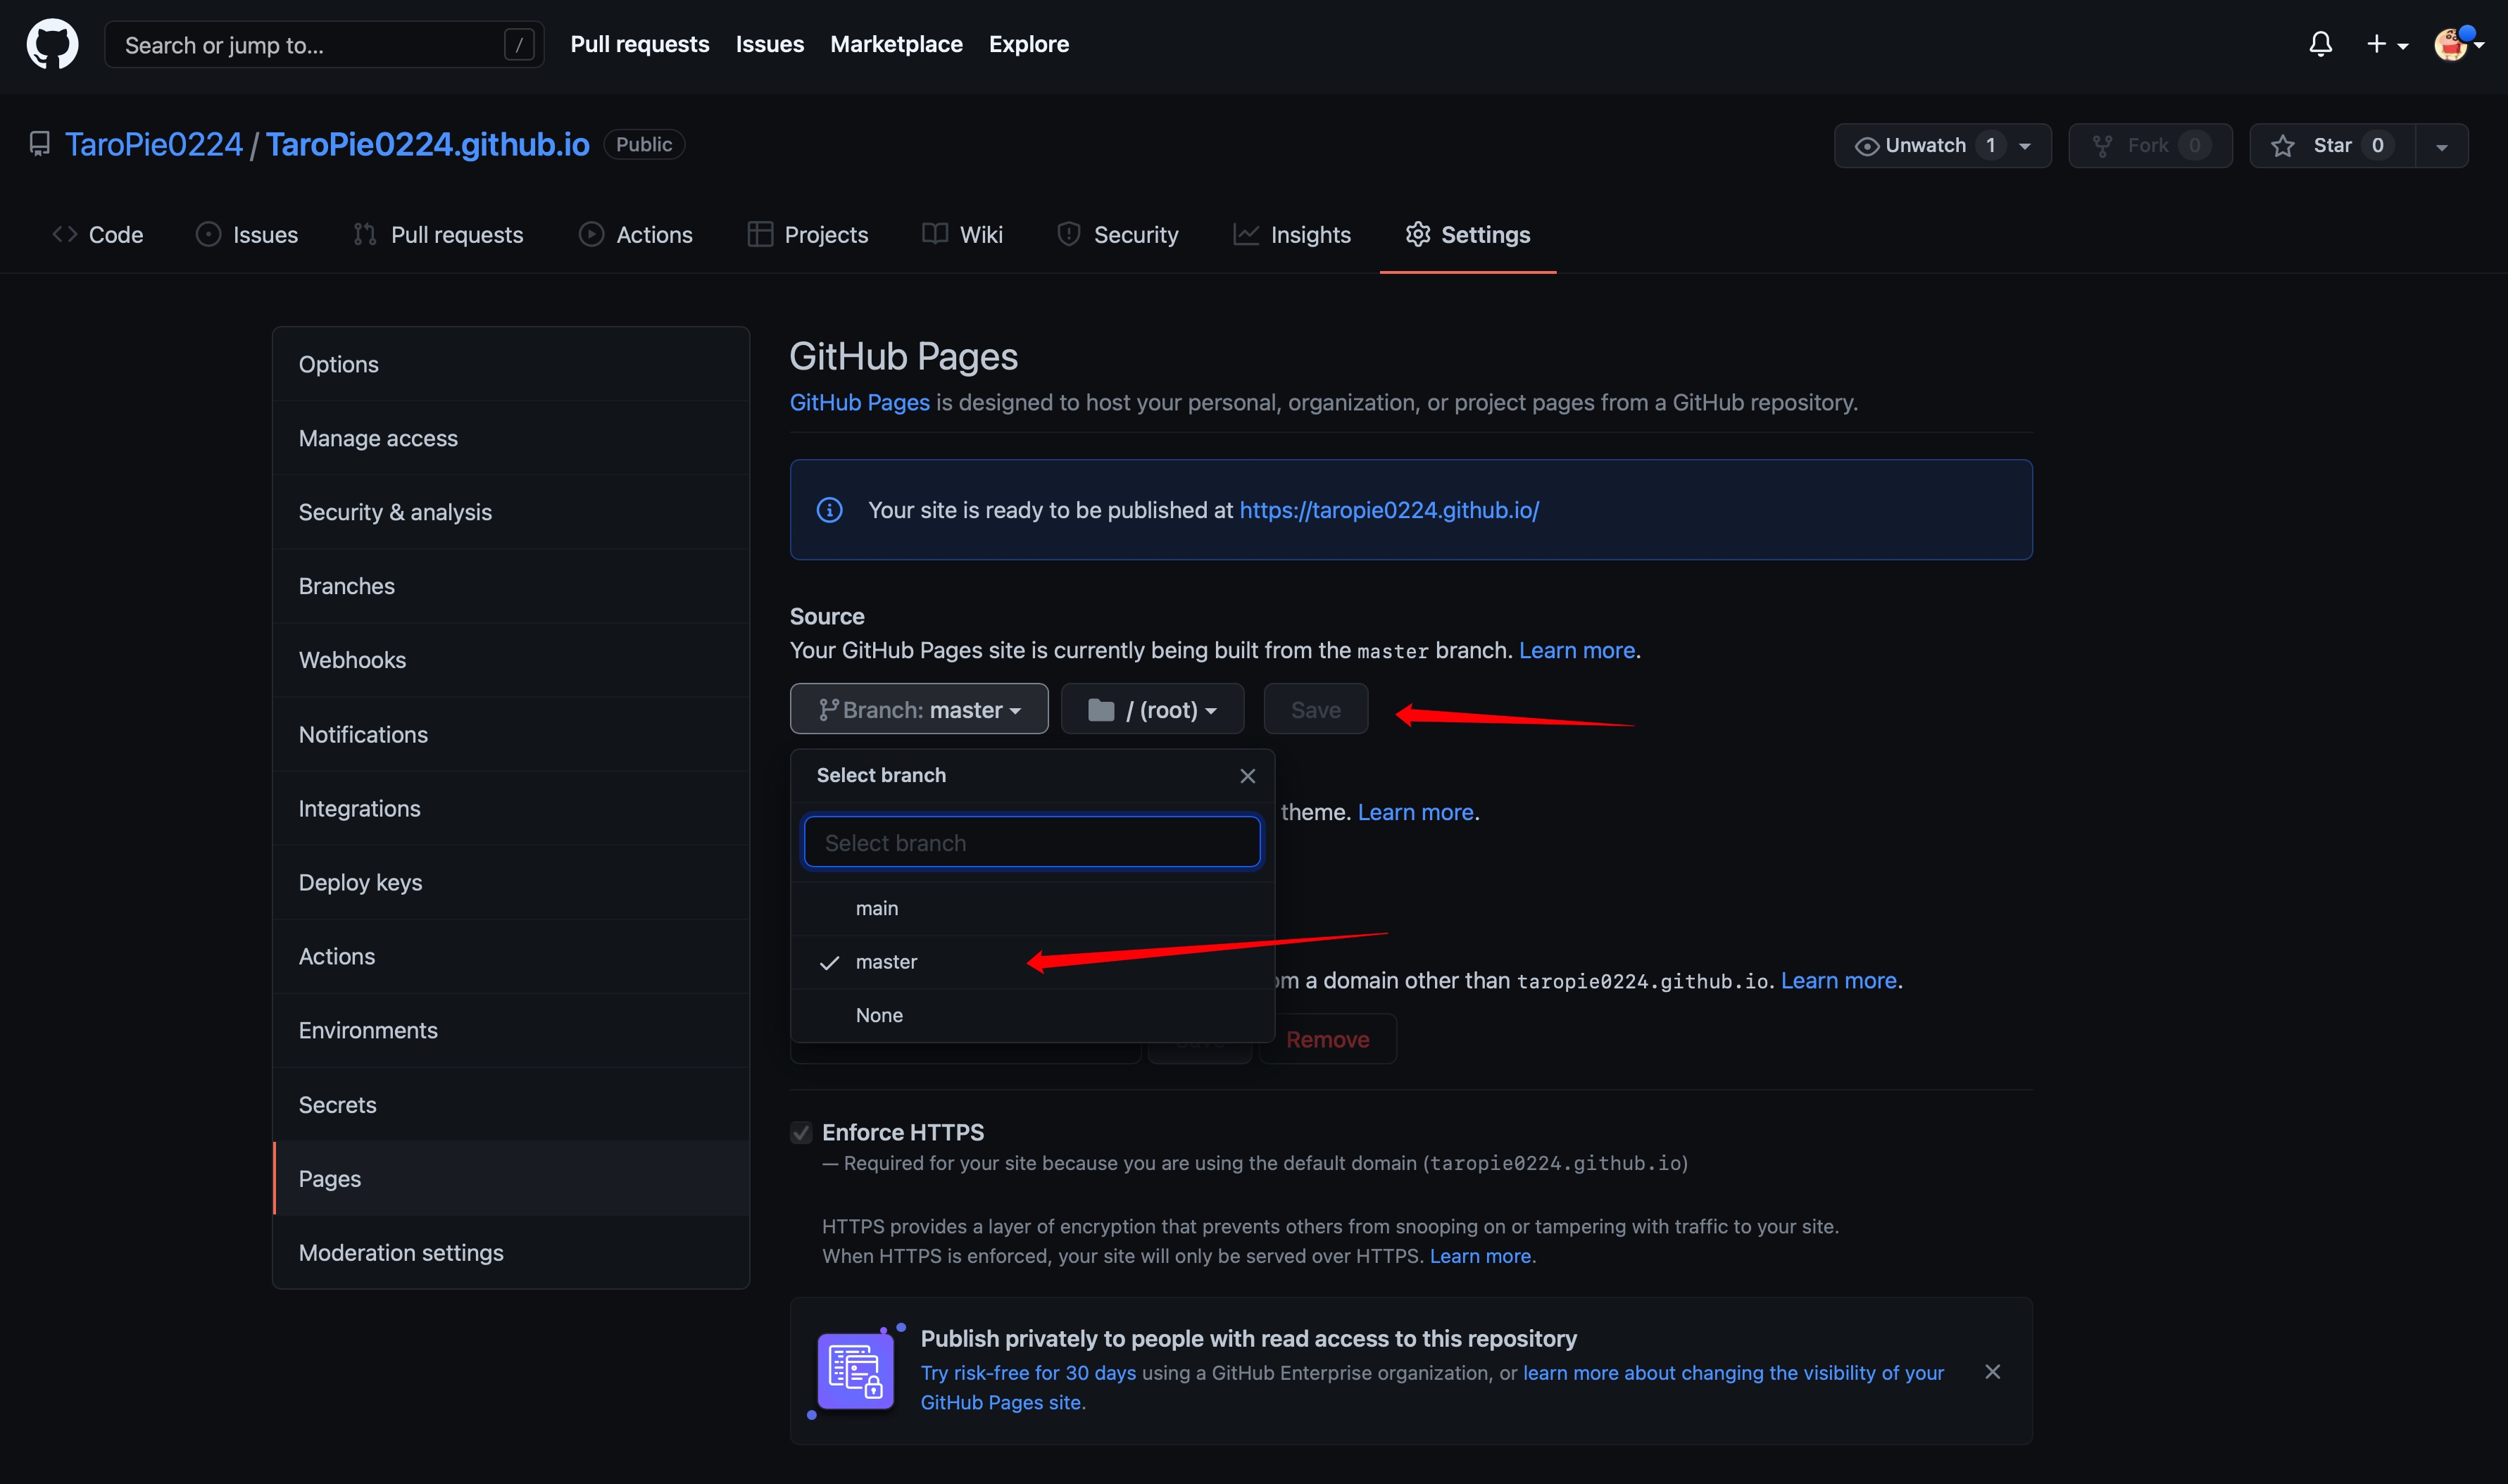 Search or jump to...
/
Pull requests
Issues
Marketplace
Explore
TaroPie0224 / TaroPie0224.github.io
Public
Unwatch 1
Fork 0
Star 0
Code
Issues
Pull requests
Actions
Projects
Wiki
Security
Insights
Settings
Options
Manage access
Security & analysis
Branches
Webhooks
Notifications
Integrations
Deploy keys
Actions
Environments
Secrets
Pages
Moderation settings
GitHub Pages
GitHub Pages is designed to host your personal, organization, or project pages from a GitHub repository.
Your site is ready to be published at https://taropie0224.github.io/
Source
Your GitHub Pages site is currently being built from the master branch. Learn more.
Branch: master
/ (root)
Save
Select branch
Select branch
theme. Learn more.
main
master
om a domain other than taropie0224.github.io. Learn more.
None
Save
Remove
Enforce HTTPS
— Required for your site because you are using the default domain (taropie0224.github.io)
HTTPS provides a layer of encryption that prevents others from snooping on or tampering with traffic to your site.
When HTTPS is enforced, your site will only be served over HTTPS. Learn more.
Publish privately to people with read access to this repository
Try risk-free for 30 days using a GitHub Enterprise organization, or learn more about changing the visibility of your
GitHub Pages site.